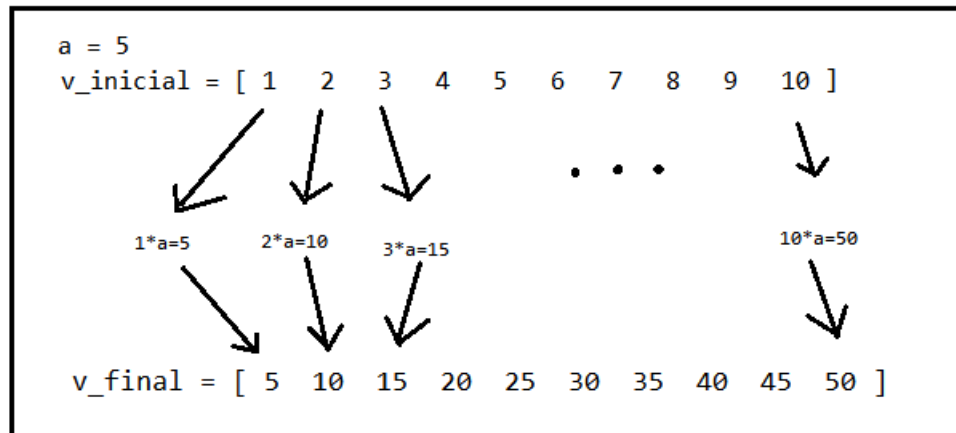 a = 5
v_inicial = [ 1 2 3 4 5 6 7 8 9 10 ]
1*a=5 2*a=10 3*a=15 . . . 10*a=50
v_final = [ 5 10 15 20 25 30 35 40 45 50 ]